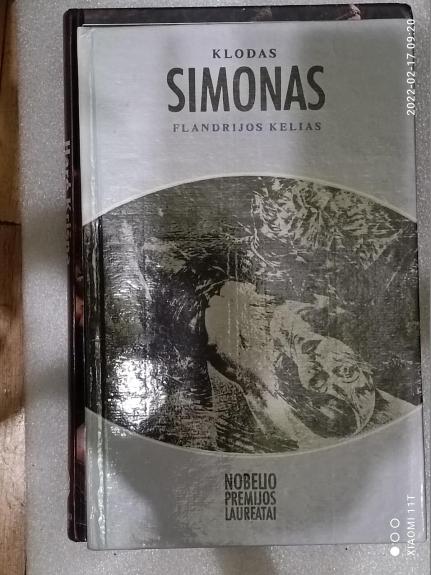 KLODAS
SIMONAS
FLANDRIJOS KELIAS
NOBELIO
PREMIJOS
LAUREATAI
2022-02-17 09:20
XIAOMI 11T